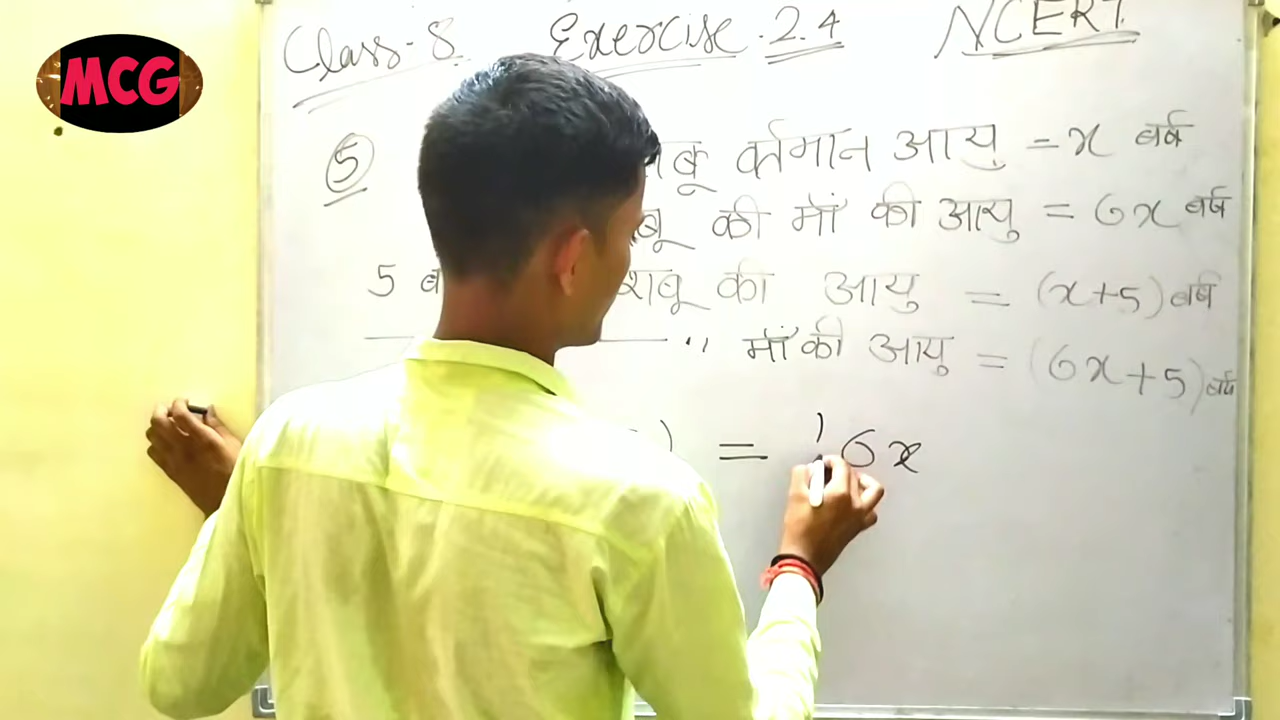 MCG
Class-8 Exercise 2.4 NCERT
5 बू वर्तमान आयु = x वर्ष
बू की माँ की आयु = 6x वर्ष
5 शबू की आयु = (x+5) वर्ष
" माँ की आयु = (6x+5) वर्ष
) = 6x